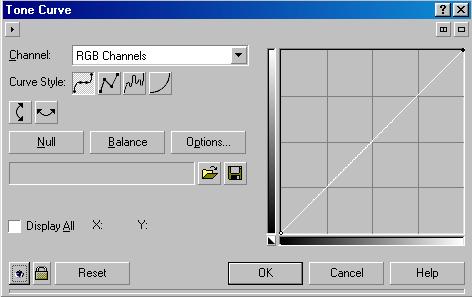 Tone Curve
Channel: RGB Channels
Curve Style:
Null Balance Options...
Display All X: Y:
Reset OK Cancel Help